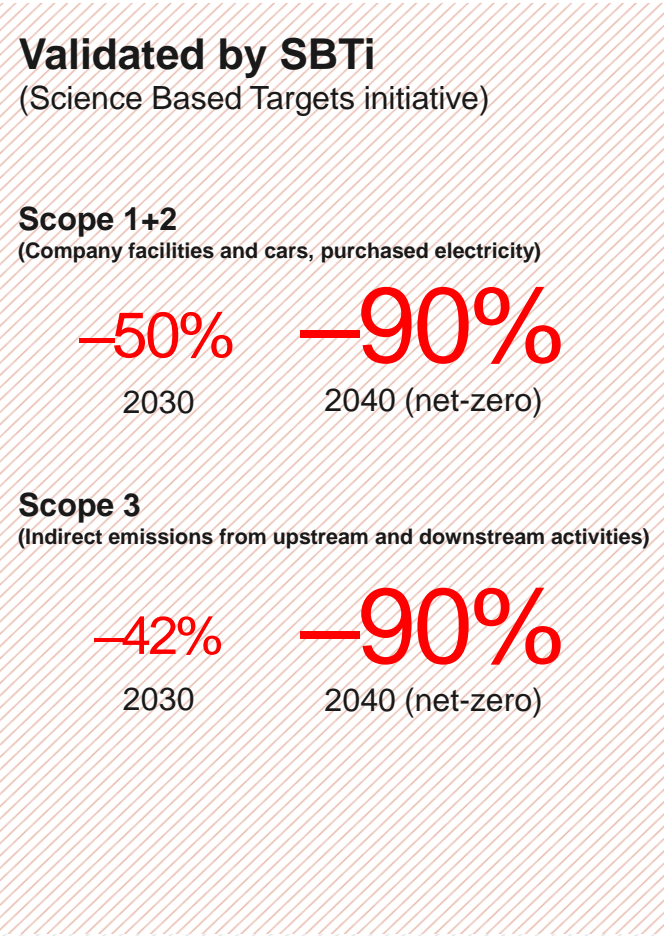 Validated by SBTi
(Science Based Targets initiative)
Scope 1+2
(Company facilities and cars, purchased electricity)
–50% –90%
2030 2040 (net-zero)
Scope 3
(Indirect emissions from upstream and downstream activities)
–42% –90%
2030 2040 (net-zero)